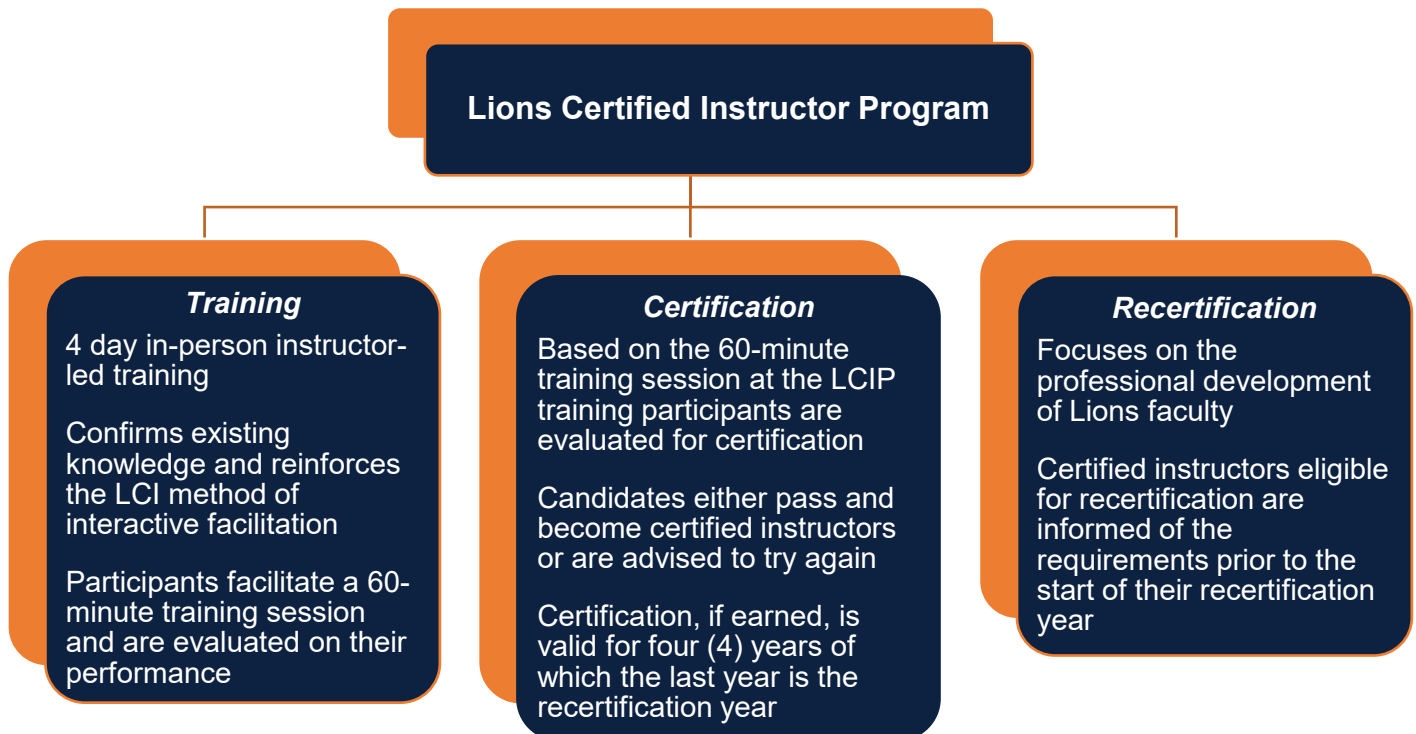 Lions Certified Instructor Program
Training
4 day in-person instructor-
led training
Confirms existing
knowledge and reinforces
the LCI method of
interactive facilitation
Participants facilitate a 60-
minute training session
and are evaluated on their
performance
Certification
Based on the 60-minute
training session at the LCIP
training participants are
evaluated for certification
Candidates either pass and
become certified instructors
or are advised to try again
Certification, if earned, is
valid for four (4) years of
which the last year is the
recertification year
Recertification
Focuses on the
professional development
of Lions faculty
Certified instructors eligible
for recertification are
informed of the
requirements prior to the
start of their recertification
year